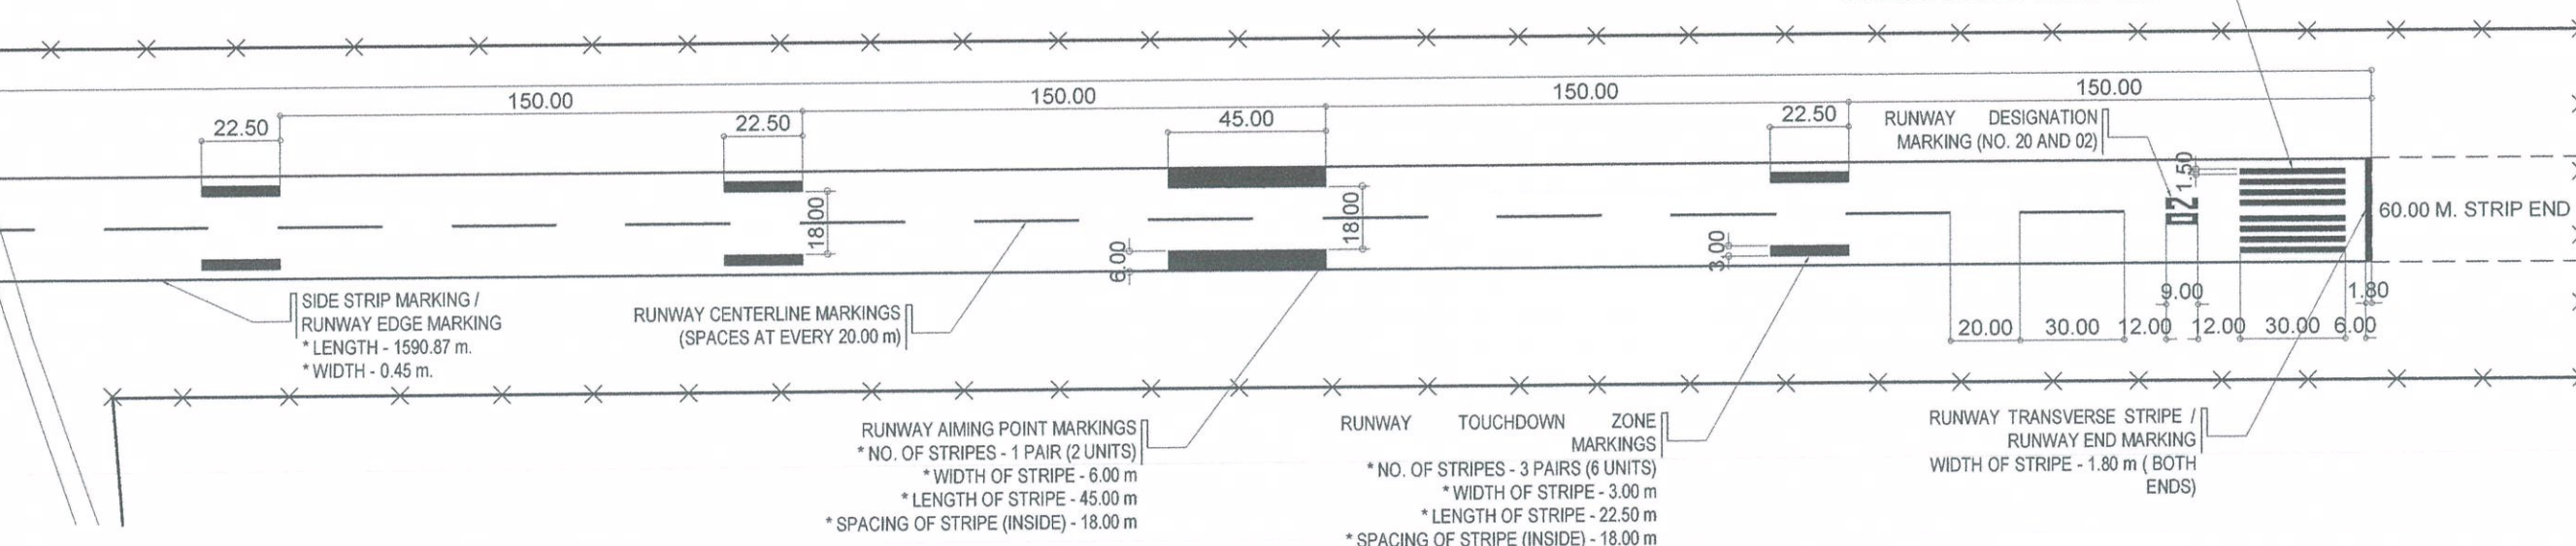 150.00
150.00
150.00
150.00
22.50
22.50
45.00
22.50
RUNWAY DESIGNATION
MARKING (NO. 20 AND 02)
18.00
18.00
6.00
3.00
1.50
02
60.00 M. STRIP END
9.00
1.80
20.00 30.00 12.00 12.00 30.00 6.00
SIDE STRIP MARKING /
RUNWAY EDGE MARKING
* LENGTH - 1590.87 m.
* WIDTH - 0.45 m.
RUNWAY CENTERLINE MARKINGS
(SPACES AT EVERY 20.00 m)
RUNWAY AIMING POINT MARKINGS
* NO. OF STRIPES - 1 PAIR (2 UNITS)
* WIDTH OF STRIPE - 6.00 m
* LENGTH OF STRIPE - 45.00 m
* SPACING OF STRIPE (INSIDE) - 18.00 m
RUNWAY TOUCHDOWN ZONE
MARKINGS
* NO. OF STRIPES - 3 PAIRS (6 UNITS)
* WIDTH OF STRIPE - 3.00 m
* LENGTH OF STRIPE - 22.50 m
* SPACING OF STRIPE (INSIDE) - 18.00 m
RUNWAY TRANSVERSE STRIPE /
RUNWAY END MARKING
WIDTH OF STRIPE - 1.80 m ( BOTH
ENDS)